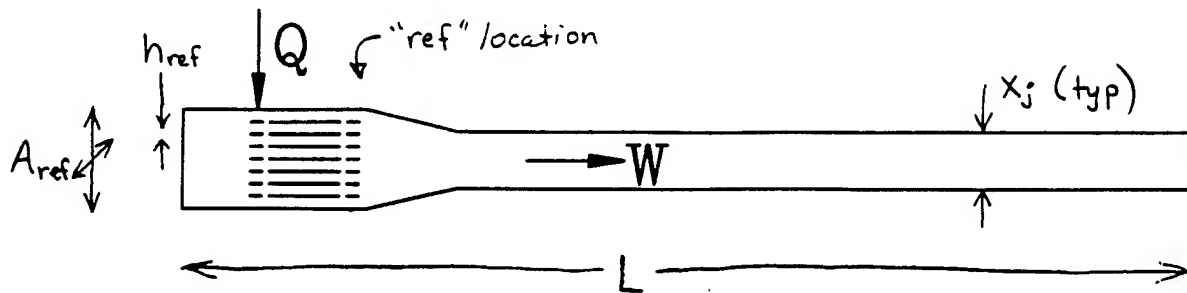 h_ref
Q
"ref" location
x_j (typ)
A_ref
W
L